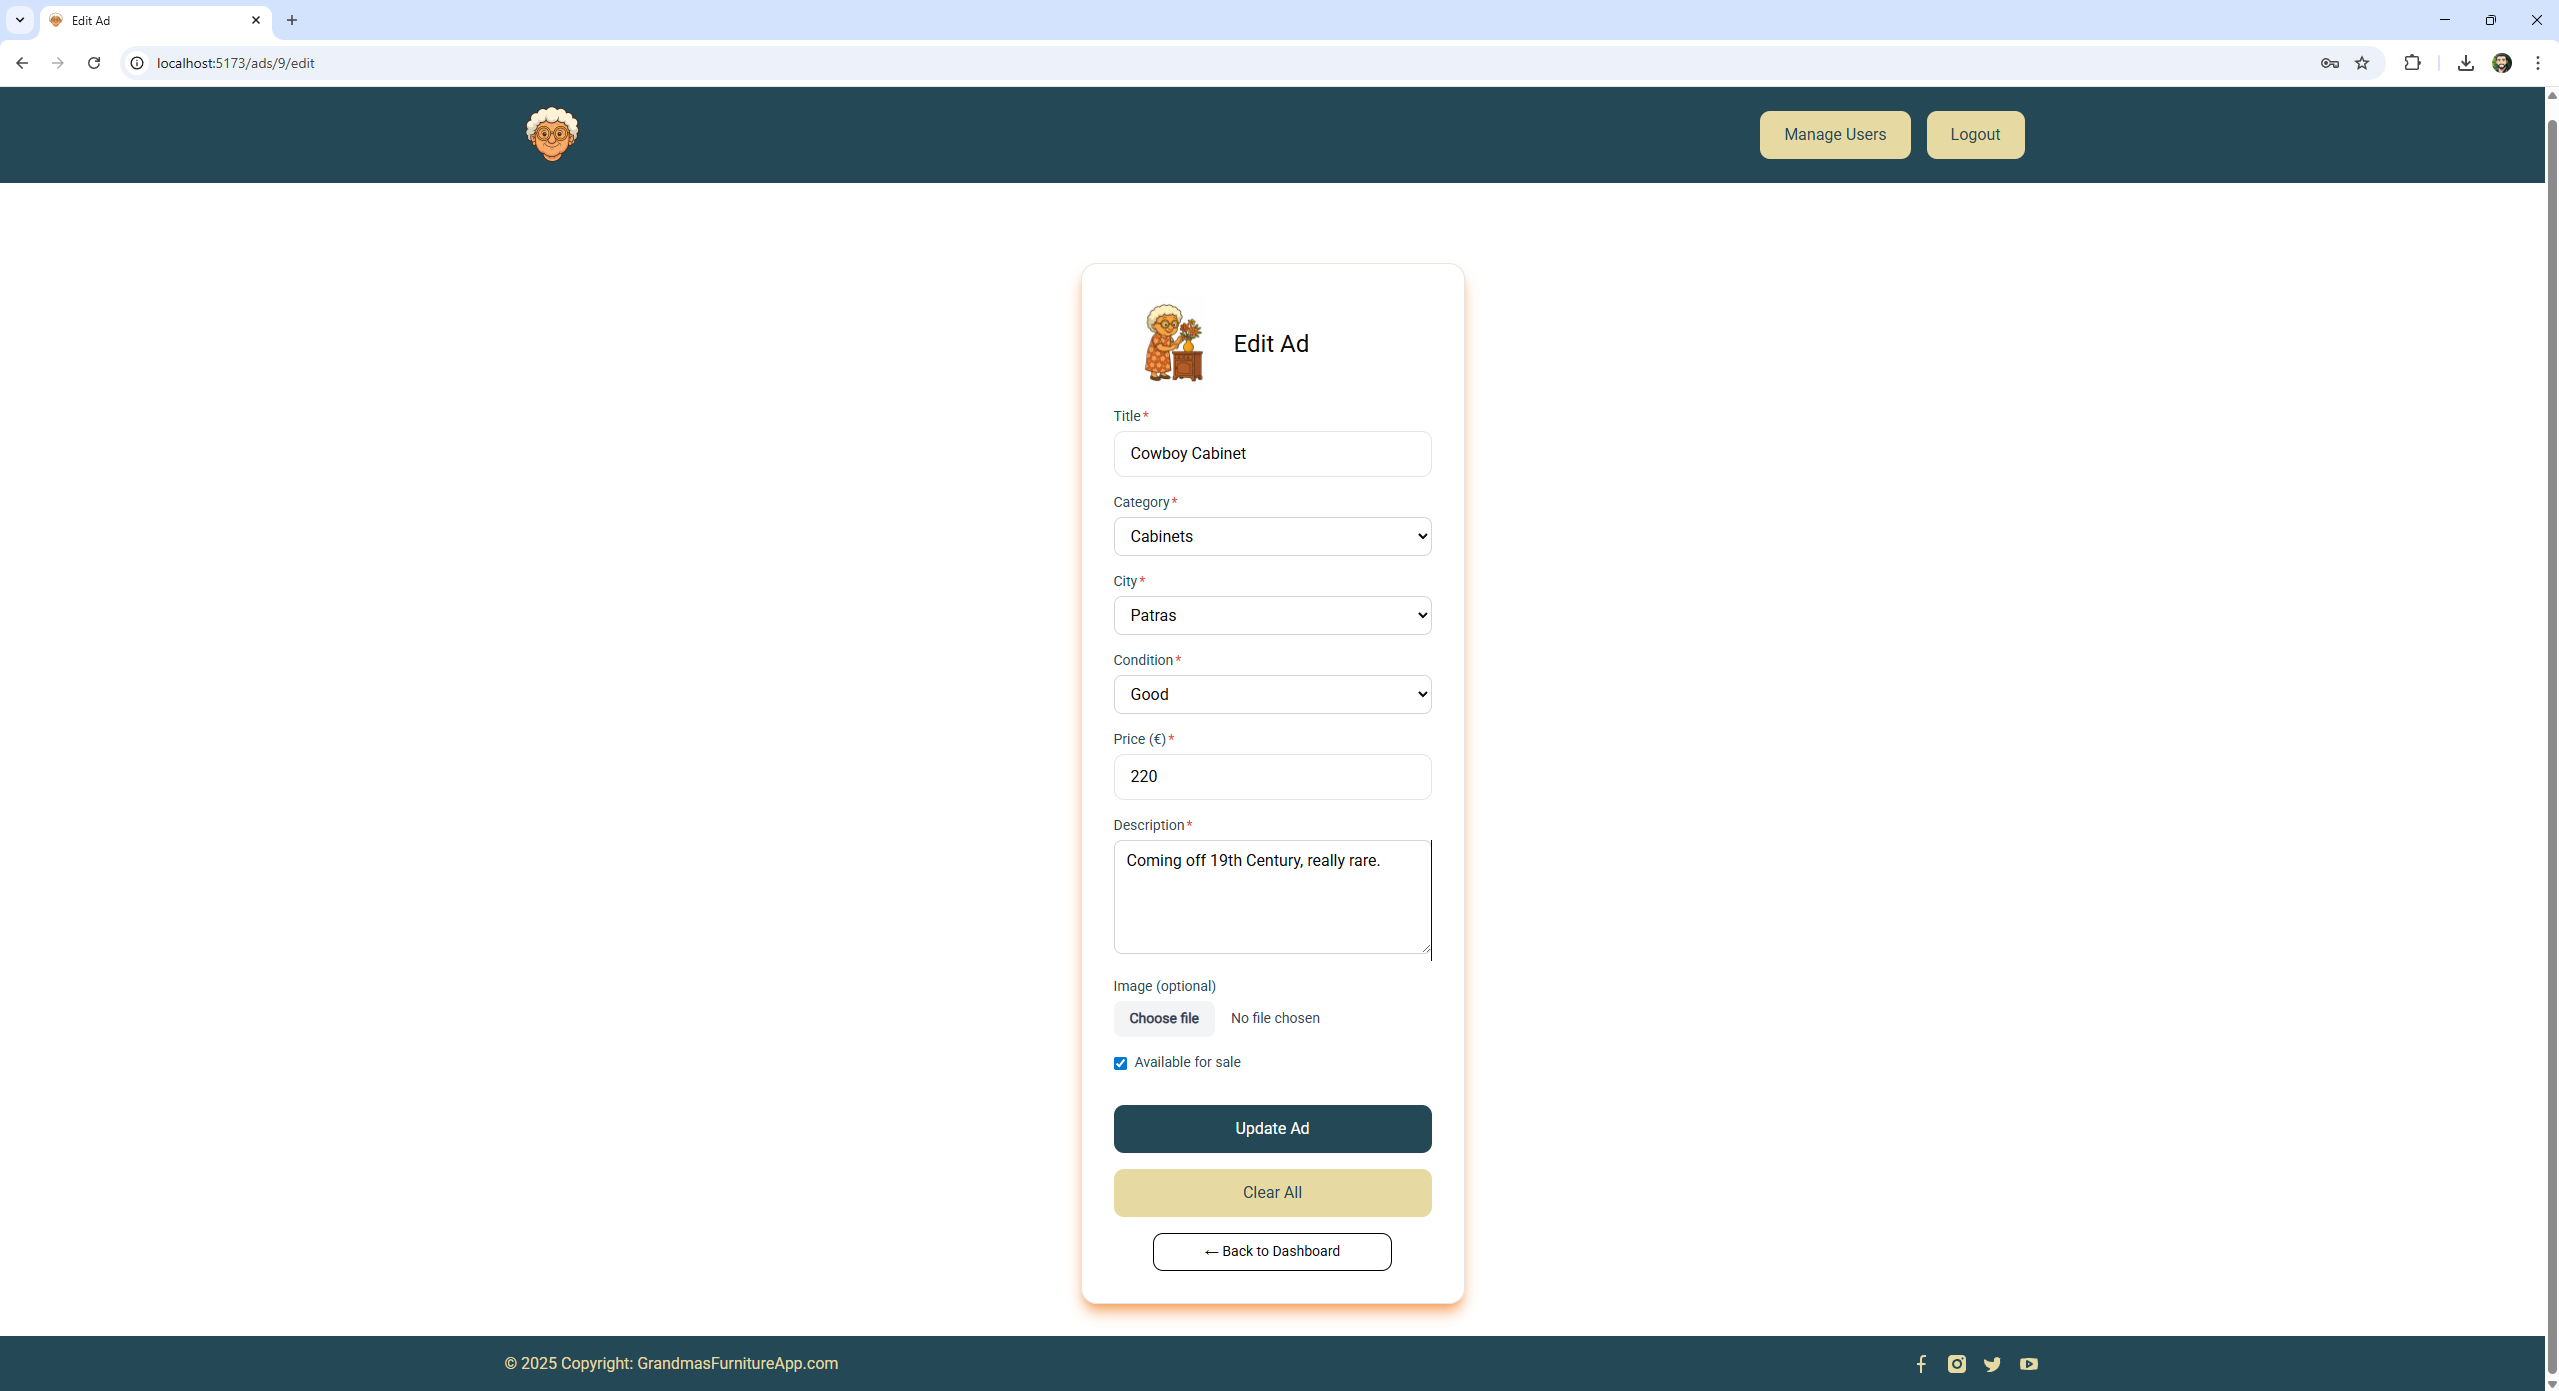 Edit Ad
localhost:5173/ads/9/edit
Manage Users
Logout
Edit Ad
Title*
Cowboy Cabinet
Category*
Cabinets
City*
Patras
Condition*
Good
Price (€)*
220
Description*
Coming off 19th Century, really rare.
Image (optional)
Choose file No file chosen
Available for sale
Update Ad
Clear All
← Back to Dashboard
© 2025 Copyright: GrandmasFurnitureApp.com